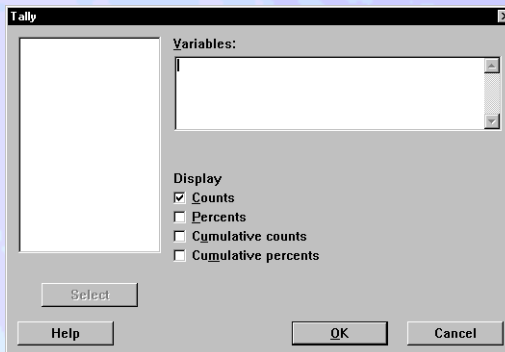 Tally
Variables:
Display
Counts
Percents
Cumulative counts
Cumulative percents
Select
Help
OK
Cancel